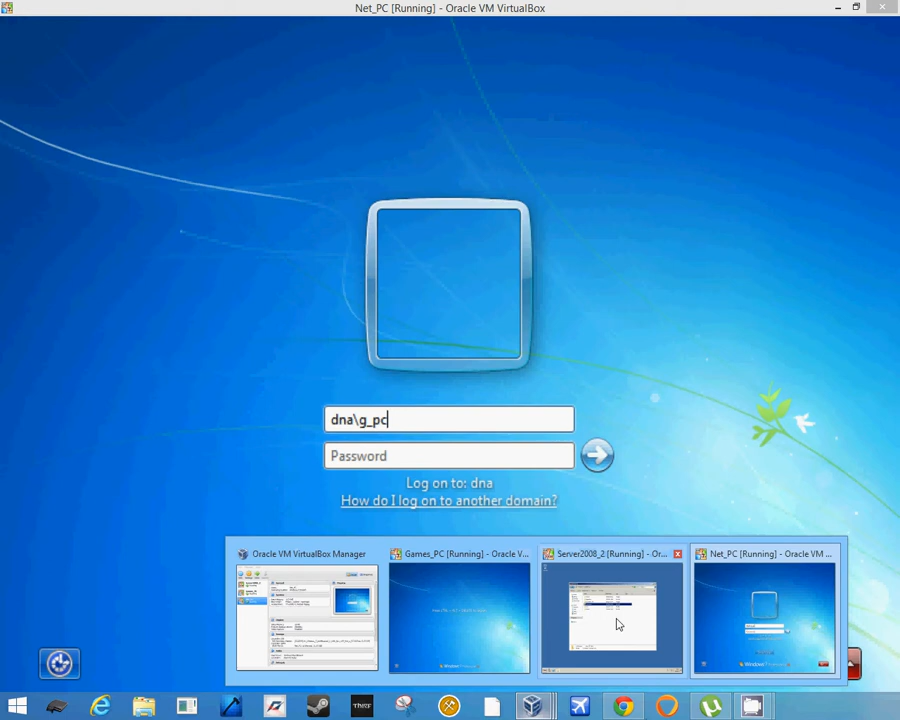 Net_PC [Running] - Oracle VM VirtualBox
dna\g_pc
Password
Log on to: dna
How do I log on to another domain?
Oracle VM VirtualBox Manager
Games_PC [Running] - Oracle V...
Server2008_2 [Running] - Or...
Net_PC [Running] - Oracle VM ...
THIEF